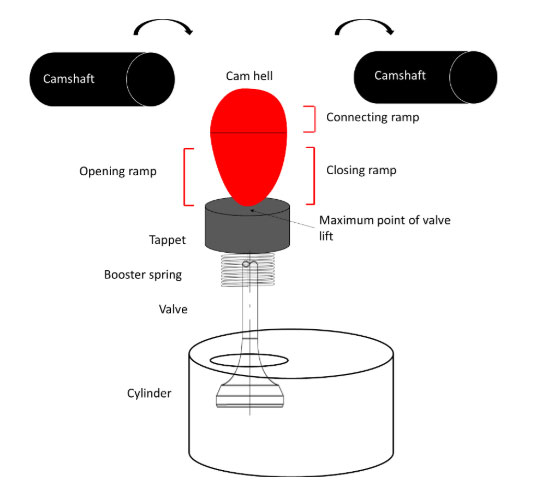 Camshaft
Camshaft
Cam hell
Connecting ramp
Opening ramp
Closing ramp
Maximum point of valve
lift
Tappet
Booster spring
Valve
Cylinder